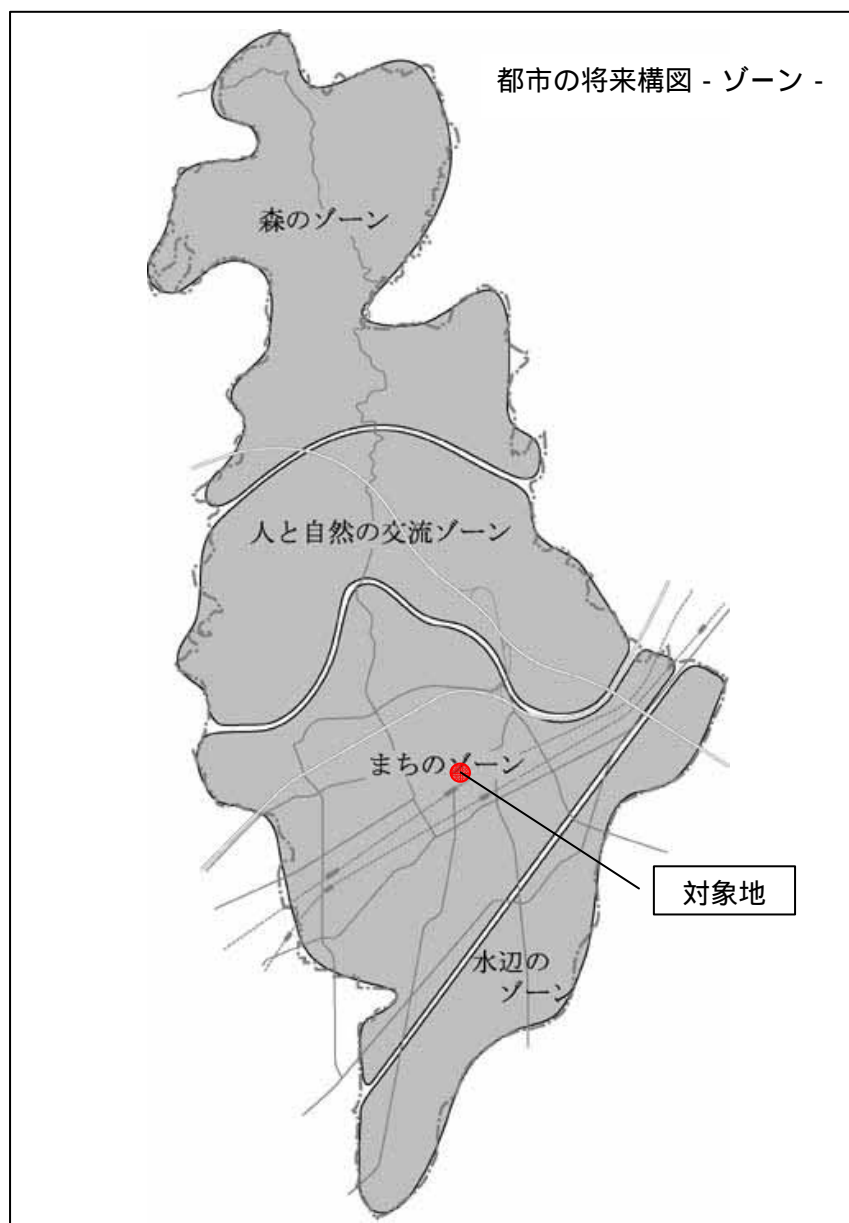 都市の将来構図 - ゾーン -
森のゾーン
人と自然の交流ゾーン
まちのゾーン
対象地
水辺の
ゾーン